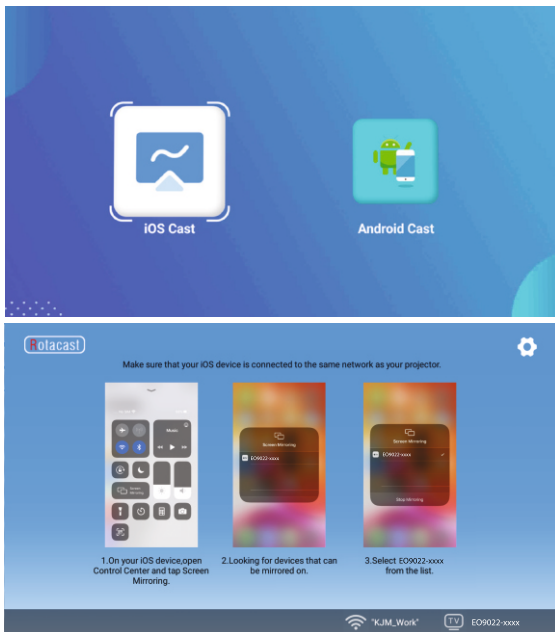 iOS Cast
Android Cast
Rotacast
Make sure that your iOS device is connected to the same network as your projector.
Music
Screen
Mirroring
1.On your iOS device,open
Control Center and tap Screen
Mirroring.
Screen Mirroring
EO9022-xxxx
2.Looking for devices that can
be mirrored on.
Screen Mirroring
EO9022-xxxx
Stop Mirroring
3.Select EO9022-xxxx
from the list.
"KJM_Work"
TV
EO9022-xxxx